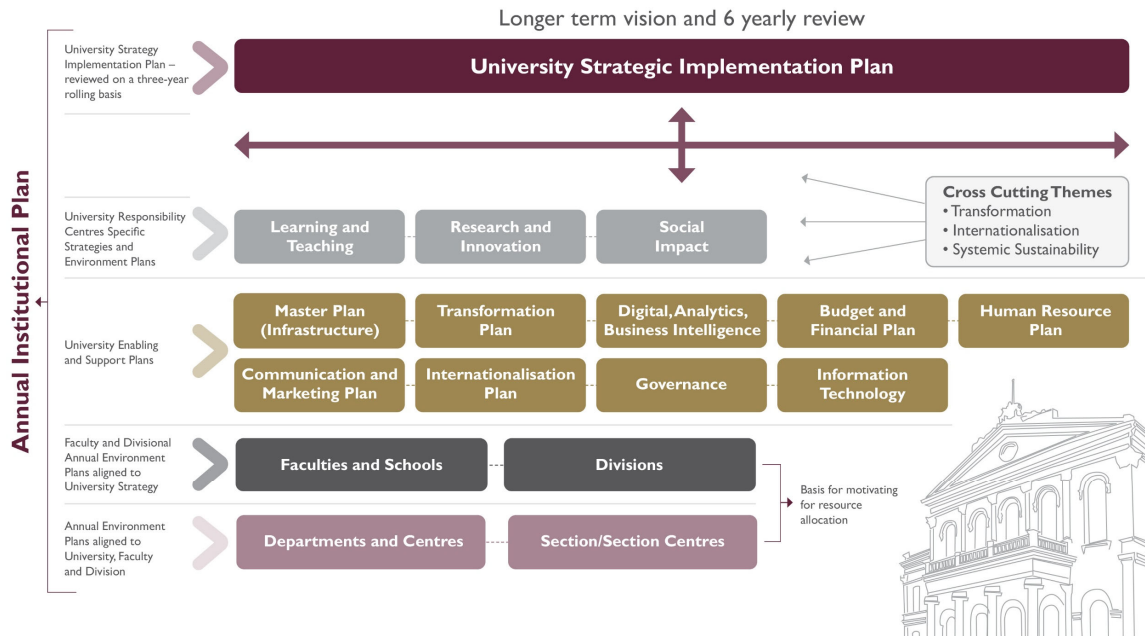 Longer term vision and 6 yearly review
Annual Institutional Plan
University Strategy
Implementation Plan –
reviewed on a three-year
rolling basis
University Strategic Implementation Plan
University Responsibility
Centres Specific
Strategies and
Environment Plans
Learning and
Teaching
Research and
Innovation
Social
Impact
Cross Cutting Themes
• Transformation
• Internationalisation
• Systemic Sustainability
University Enabling
and Support Plans
Master Plan
(Infrastructure)
Transformation
Plan
Digital, Analytics,
Business Intelligence
Budget and
Financial Plan
Human Resource
Plan
Communication and
Marketing Plan
Internationalisation
Plan
Governance
Information
Technology
Faculty and Divisional
Annual Environment
Plans aligned to
University Strategy
Faculties and Schools
Divisions
Basis for motivating
for resource
allocation
Annual Environment
Plans aligned to
University, Faculty
and Division
Departments and Centres
Section/Section Centres